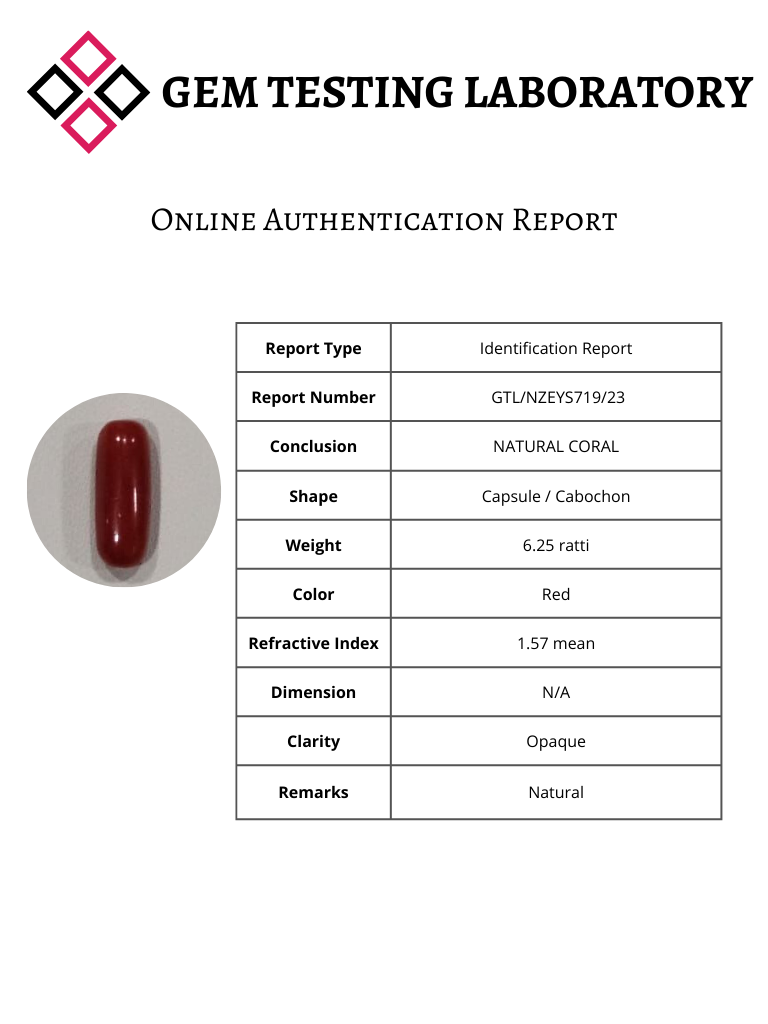 GEM TESTING LABORATORY
Online Authentication Report
Report Type Identification Report
Report Number GTL/NZEYS719/23
Conclusion NATURAL CORAL
Shape Capsule / Cabochon
Weight 6.25 ratti
Color Red
Refractive Index 1.57 mean
Dimension N/A
Clarity Opaque
Remarks Natural